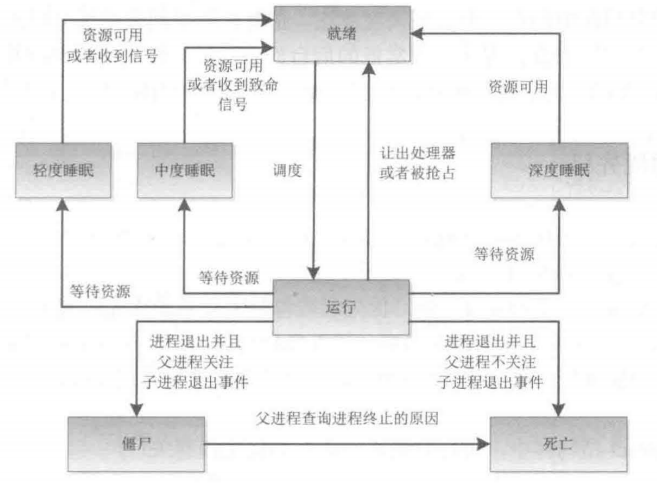 就绪
资源可用
或者收到信号
资源可用
或者收到致命
信号
资源可用
轻度睡眠
中度睡眠
调度
让出处理器
或者被抢占
深度睡眠
等待资源
等待资源
等待资源
运行
进程退出并且
父进程关注
子进程退出事件
进程退出并且
父进程不关注
子进程退出事件
僵尸
父进程查询进程终止的原因
死亡